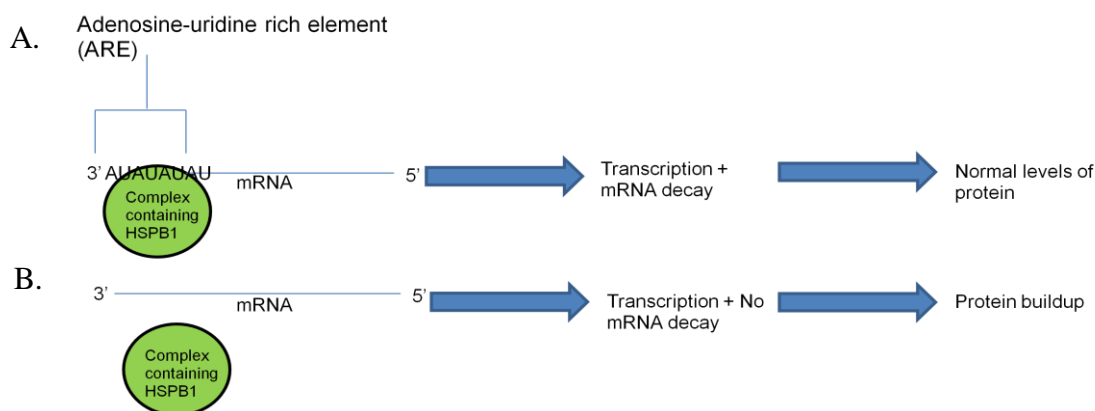 A.
Adenosine-uridine rich element
(ARE)
3' AUAUAUAU
mRNA
5'
Complex
containing
HSPB1
Transcription +
mRNA decay
Normal levels of
protein
B.
3'
mRNA
5'
Complex
containing
HSPB1
Transcription + No
mRNA decay
Protein buildup